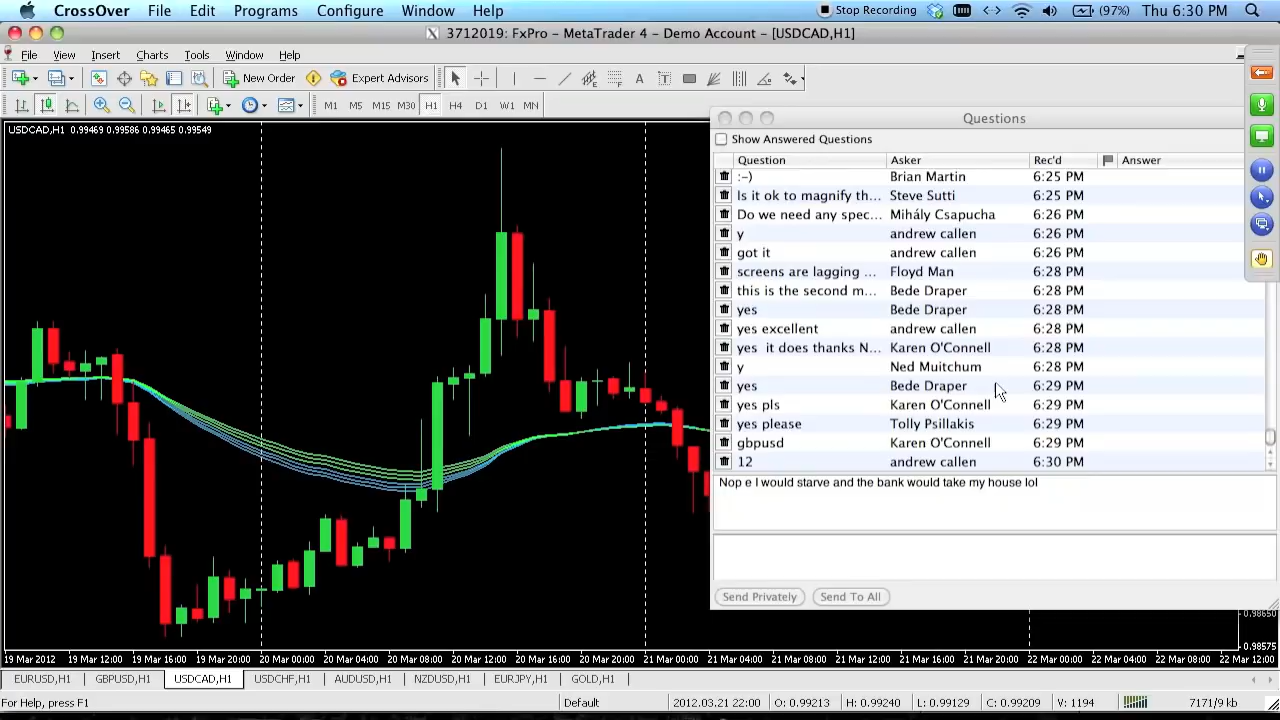 CrossOver File Edit Programs Configure Window Help Stop Recording (97%) Thu 6:30 PM
3712019: FxPro - MetaTrader 4 - Demo Account - [USDCAD,H1]
File View Insert Charts Tools Window Help
New Order Expert Advisors A T
M1 M5 M15 M30 H1 H4 D1 W1 MN
USDCAD,H1 0.99469 0.99586 0.99465 0.99549
Questions
Show Answered Questions
Question Asker Rec'd Answer
:-) Brian Martin 6:25 PM
Is it ok to magnify th... Steve Sutti 6:25 PM
Do we need any spec... Mihály Csapucha 6:26 PM
y andrew callen 6:26 PM
got it andrew callen 6:26 PM
screens are lagging ... Floyd Man 6:28 PM
this is the second m... Bede Draper 6:28 PM
yes Bede Draper 6:28 PM
yes excellent andrew callen 6:28 PM
yes it does thanks N... Karen O'Connell 6:28 PM
y Ned Muitchum 6:28 PM
yes Bede Draper 6:29 PM
yes pls Karen O'Connell 6:29 PM
yes please Tolly Psillakis 6:29 PM
gbpusd Karen O'Connell 6:29 PM
12 andrew callen 6:30 PM
Nop e I would starve and the bank would take my house lol
Send Privately Send To All
0.98650
0.98575
19 Mar 2012 19 Mar 12:00 19 Mar 16:00 19 Mar 20:00 20 Mar 00:00 20 Mar 04:00 20 Mar 08:00 20 Mar 12:00 20 Mar 16:00 20 Mar 20:00 21 Mar 00:00 21 Mar 04:00 21 Mar 08:00 21 Mar 12:00 21 Mar 16:00 21 Mar 20:00 22 Mar 00:00 22 Mar 04:00 22 Mar 08:00 22 Mar 12:00
EURUSD,H1 GBPUSD,H1 USDCAD,H1 USDCHF,H1 AUDUSD,H1 NZDUSD,H1 EURJPY,H1 GOLD,H1
For Help, press F1 Default 2012.03.21 22:00 O: 0.99213 H: 0.99240 L: 0.99129 C: 0.99209 V: 1194 7171/9 kb